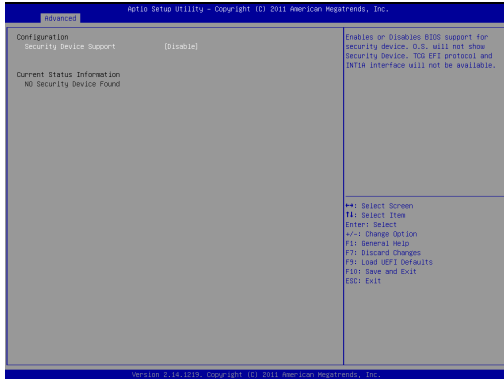 Aptio Setup Utility - Copyright (C) 2011 American Megatrends, Inc.
Advanced
Configuration
Security Device Support [Disable]
Current Status Information
NO Security Device Found
Enables or Disables BIOS support for
security device. O.S. will not show
Security Device. TCG EFI protocol and
INT1A interface will not be available.
↔: Select Screen
↑↓: Select Item
Enter: Select
+/-: Change Option
F1: General Help
F7: Discard Changes
F9: Load UEFI Defaults
F10: Save and Exit
ESC: Exit
Version 2.14.1219. Copyright (C) 2011 American Megatrends, Inc.